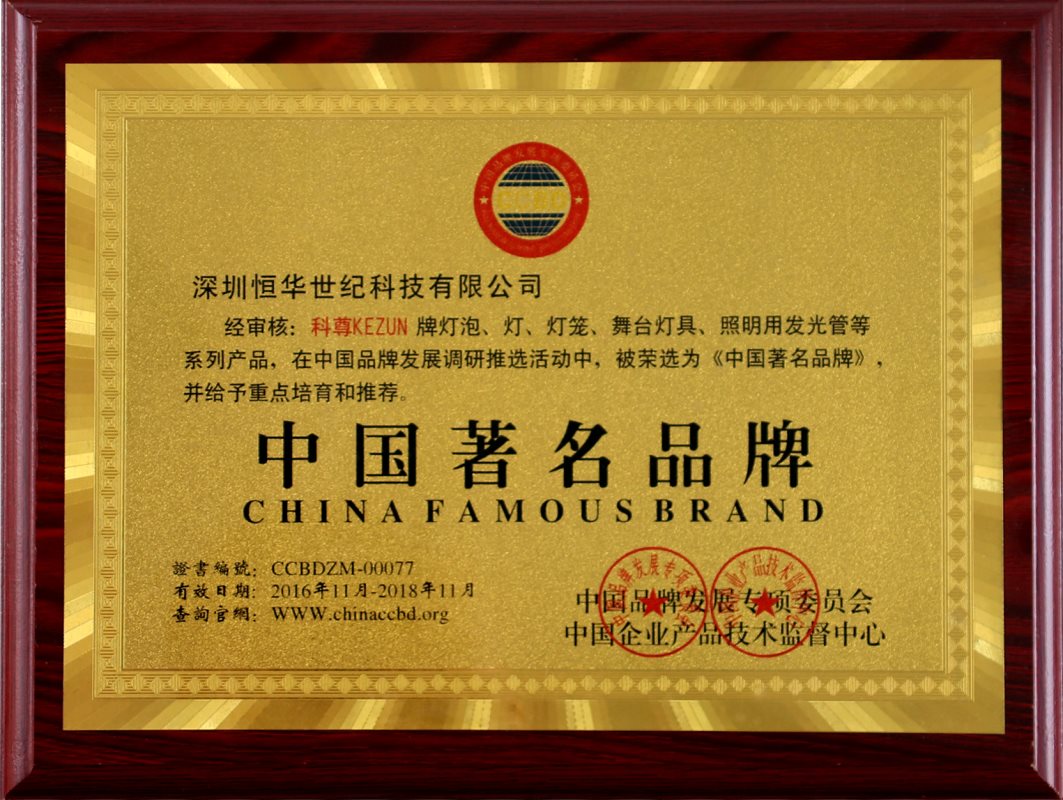 深圳恒华世纪科技有限公司
经审核：科尊KEZUN 牌灯泡、灯、灯笼、舞台灯具、照明用发光管等
系列产品，在中国品牌发展调研推选活动中，被荣选为《中国著名品牌》，
并给予重点培育和推荐。
中国著名品牌
CHINA FAMOUS BRAND
證書編號：CCBDZM-00077
有效日期：2016年11月-2018年11月
查詢官網：WWW.chinaccbd.org
中国品牌发展专项委员会
中国企业产品技术监督中心